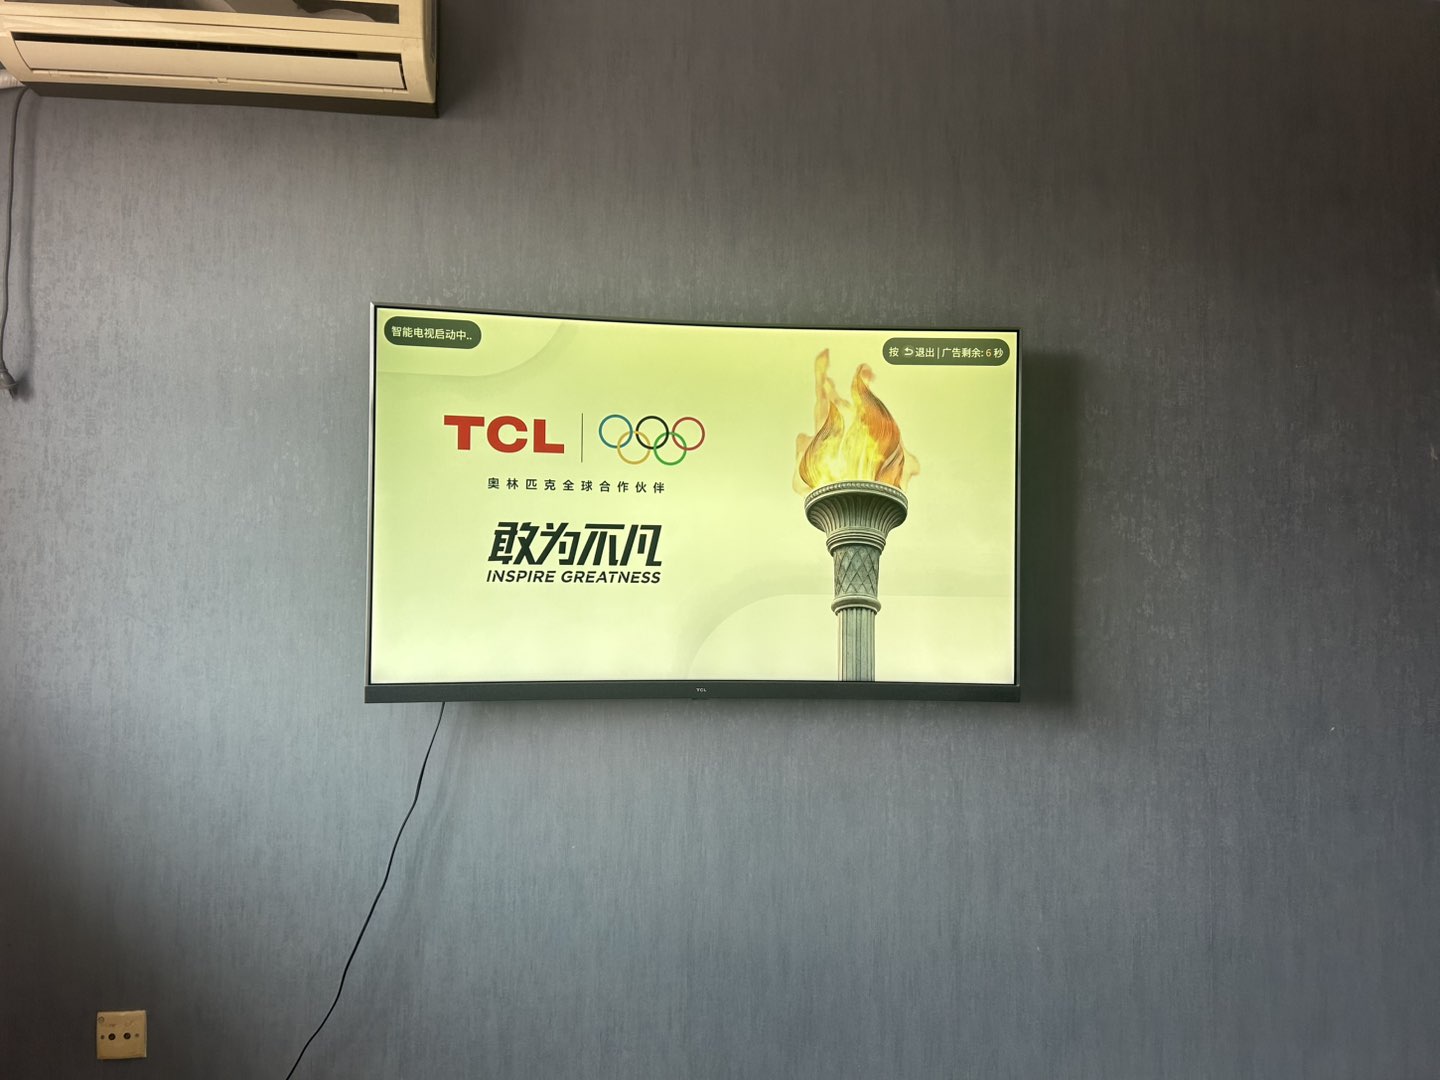 智能电视启动中..
按 退出 | 广告剩余: 6 秒
TCL
奥林匹克全球合作伙伴
敢为不凡
INSPIRE GREATNESS
TCL